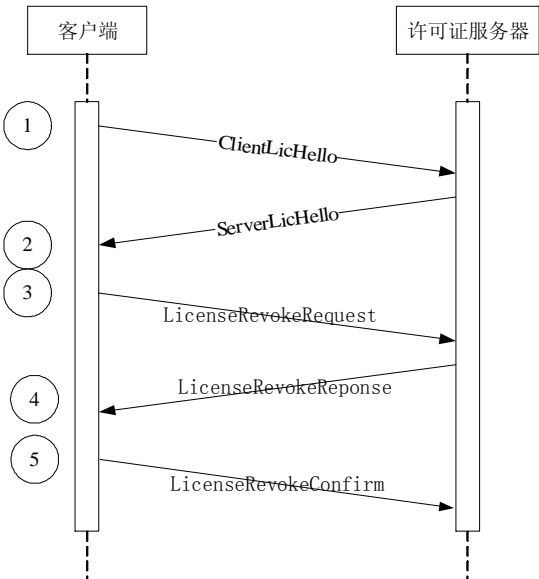 客户端
许可证服务器
1
ClientLicHello
ServerLicHello
2
3
LicenseRevokeRequest
LicenseRevokeReponse
4
5
LicenseRevokeConfirm